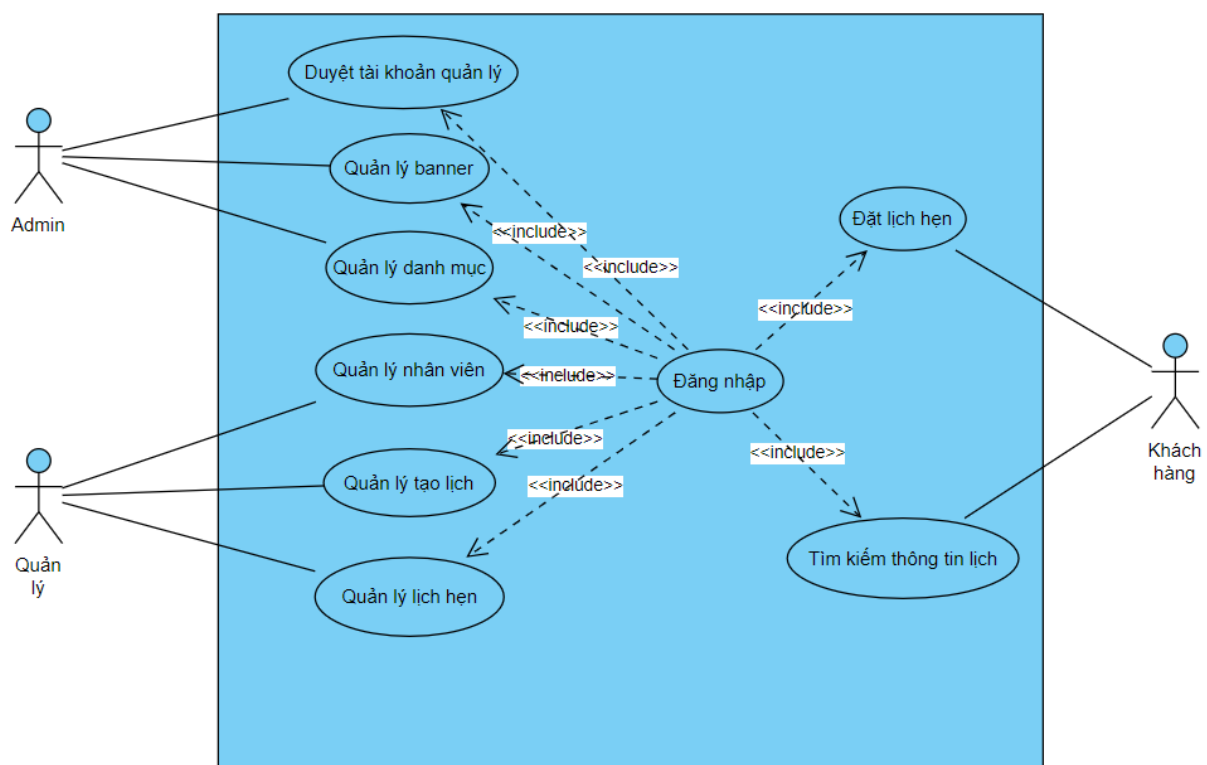 Duyệt tài khoản quản lý
Admin
Quản lý banner
Quản lý danh mục
Quản lý nhân viên
Quản lý tạo lịch
Quản lý lịch hẹn
Quản
lý
<<include>>
<<include>>
<<include>>
<<include>>
<<include>>
<<include>>
Đăng nhập
<<include>>
<<include>>
Đặt lịch hẹn
Tìm kiếm thông tin lịch
Khách
hàng